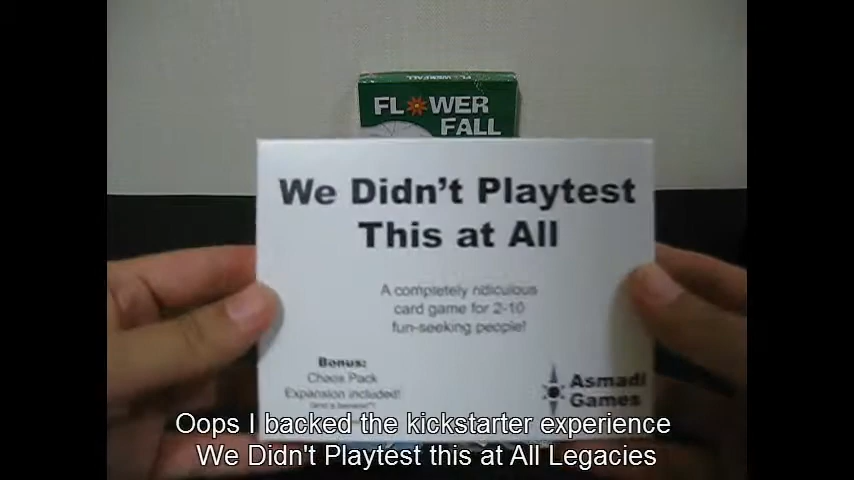 FL WER
FALL
We Didn't Playtest
This at All
A completely ridiculous
card game for 2-10
fun-seeking people!
Bonus:
Chaos Pack
Expansion included!
Asmadi
Games
Oops I backed the kickstarter experience
We Didn't Playtest this at All Legacies